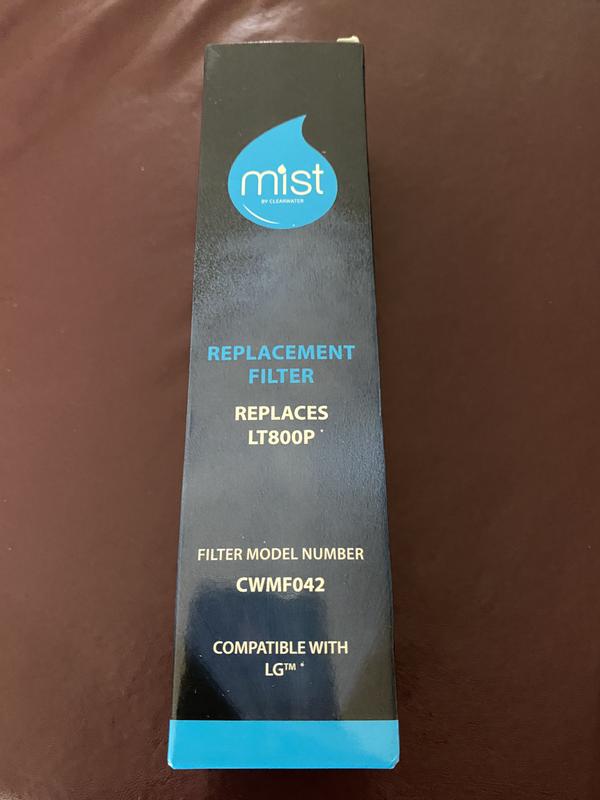 mist
BY CLEARWATER
REPLACEMENT
FILTER
REPLACES
LT800P
FILTER MODEL NUMBER
CWMF042
COMPATIBLE WITH
LG™